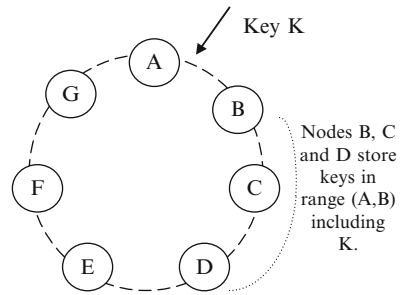 Key K
A
G
B
Nodes B, C
and D store
keys in
range (A,B)
including
K.
F
C
E
D